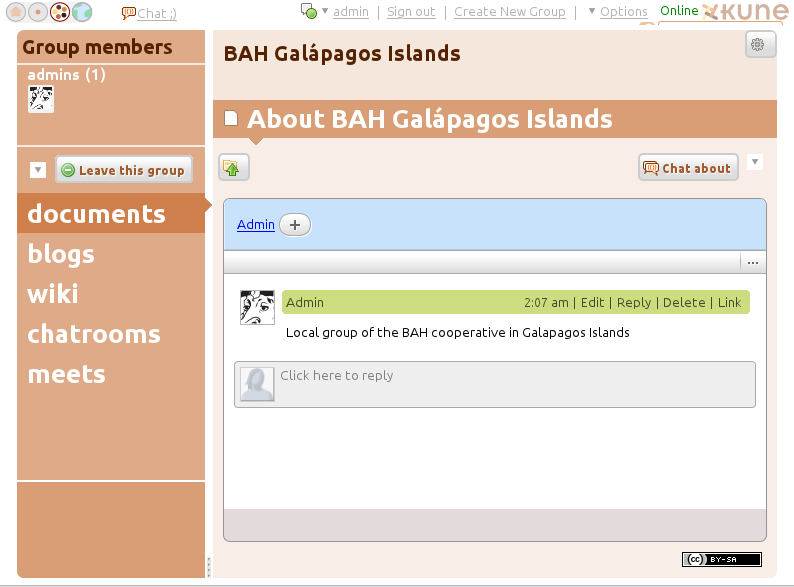 Chat ;)
admin | Sign out | Create New Group | Options Online kune
Group members
admins (1)
Leave this group
documents
blogs
wiki
chatrooms
meets
BAH Galápagos Islands
About BAH Galápagos Islands
Chat about
Admin +
...
Admin 2:07 am | Edit | Reply | Delete | Link
Local group of the BAH cooperative in Galapagos Islands
Click here to reply
cc BY-SA